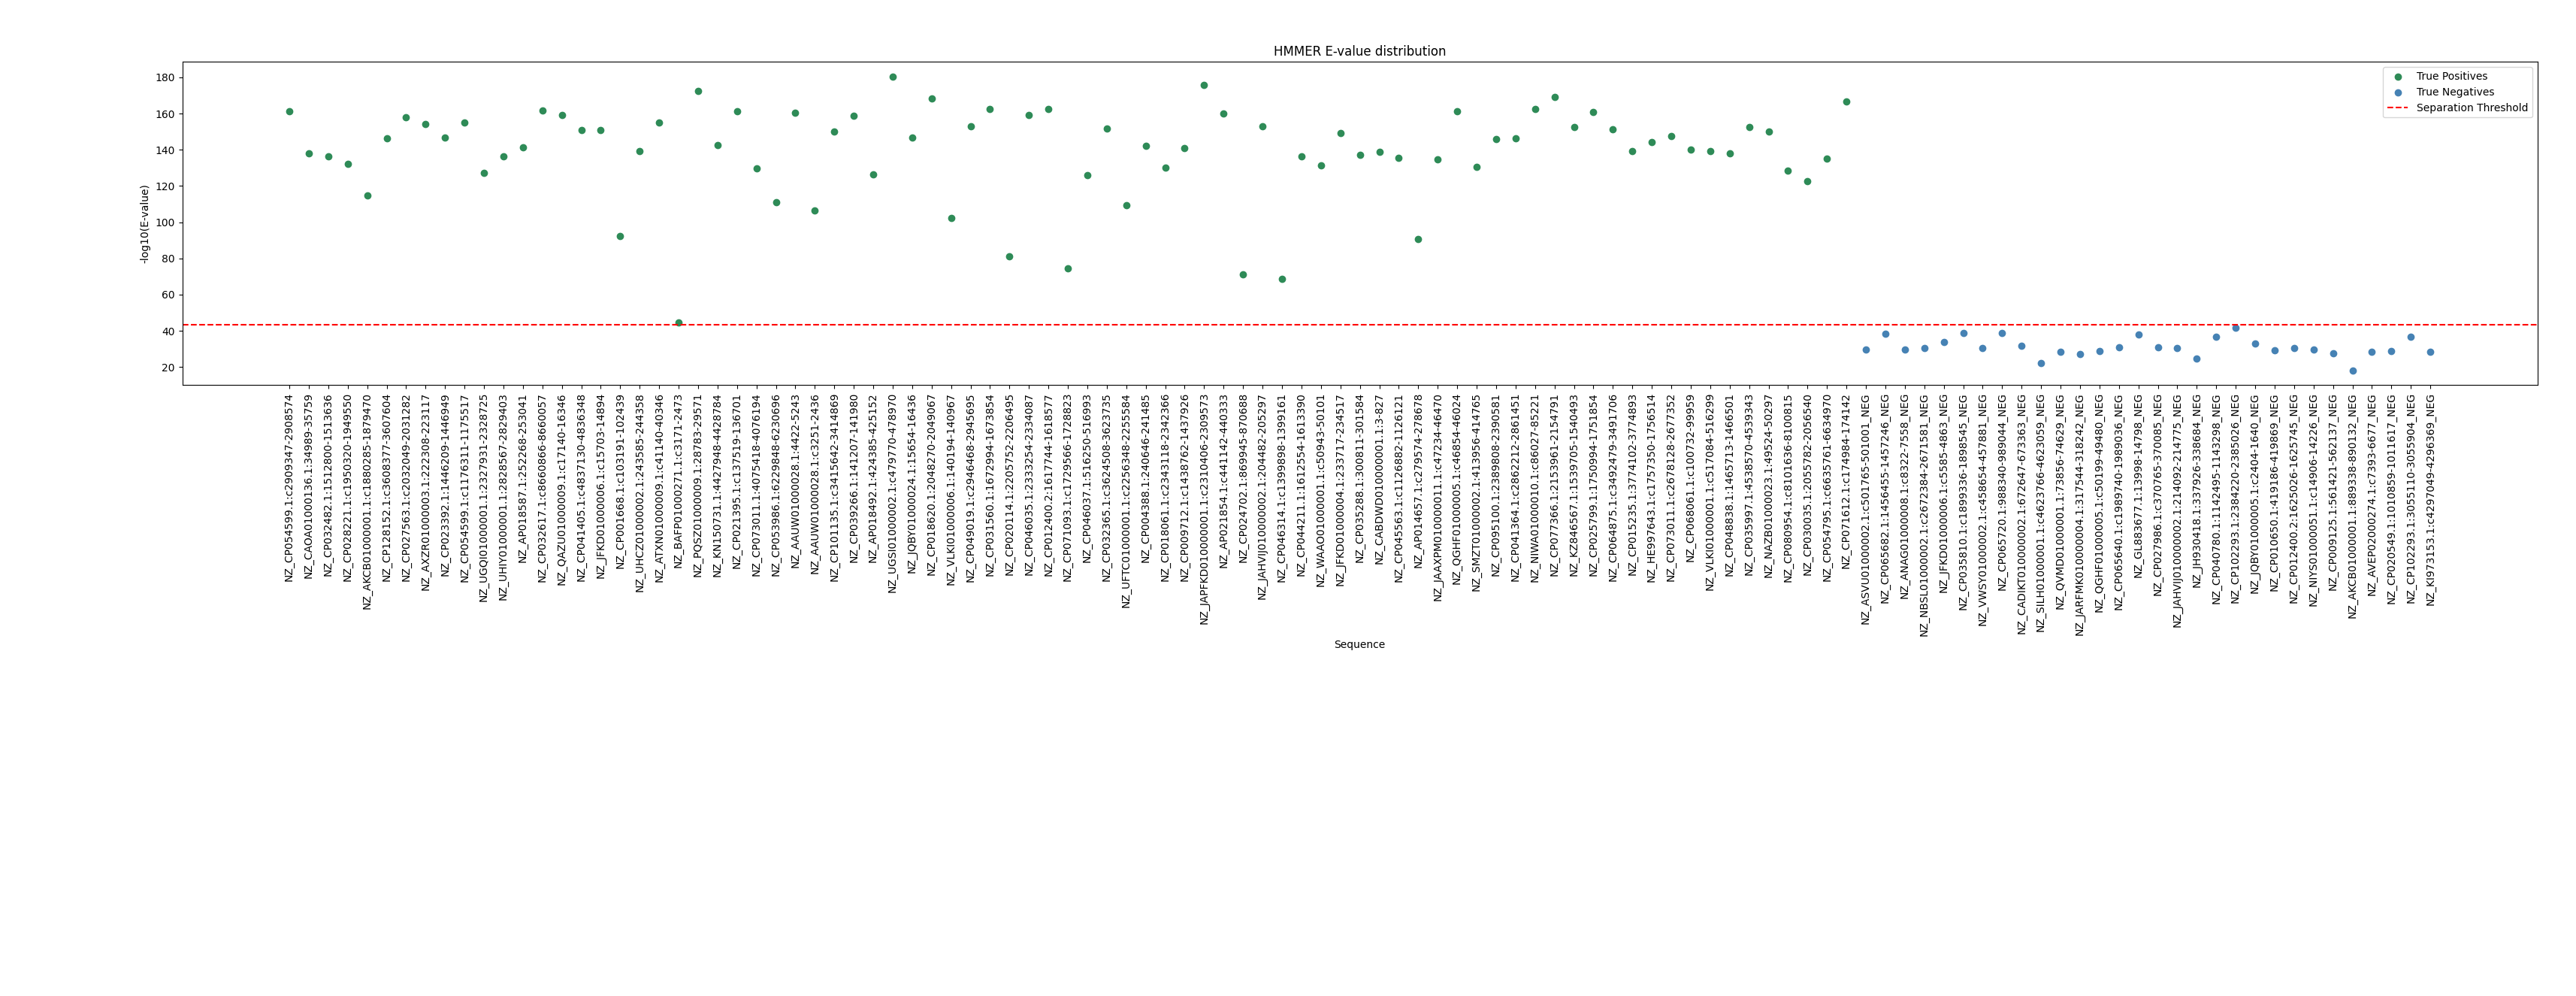 HMMER E-value distribution
True Positives
True Negatives
Separation Threshold
-log10(E-value)
180
160
140
120
100
80
60
40
20
NZ_CP054599.1:c2909347-2908574
NZ_CAOA01000136.1:34989-35759
NZ_CP032482.1:1512800-1513636
NZ_CP028221.1:c1950320-1949550
NZ_AKCB01000001.1:c1880285-1879470
NZ_CP128152.1:c3608377-3607604
NZ_CP027563.1:c2032049-2031282
NZ_AXZR01000003.1:222308-223117
NZ_CP023392.1:1446209-1446949
NZ_CP054599.1:c1176311-1175517
NZ_UGQI01000001.1:2327931-2328725
NZ_UHIY01000001.1:2828567-2829403
NZ_AP018587.1:252268-253041
NZ_CP032617.1:c8660866-8660057
NZ_QAZU01000009.1:c17140-16346
NZ_CP041405.1:c4837130-4836348
NZ_JFKD01000006.1:c15703-14894
NZ_CP001668.1:c103191-102439
NZ_UHCZ01000002.1:243585-244358
NZ_ATXN01000009.1:c41140-40346
NZ_BAFP01000271.1:c3171-2473
NZ_PQSZ01000009.1:28783-29571
NZ_KN150731.1:4427948-4428784
NZ_CP021395.1:c137519-136701
NZ_CP073011.1:4075418-4076194
NZ_CP053986.1:6229848-6230696
NZ_AAUW01000028.1:4422-5243
NZ_AAUW01000028.1:c3251-2436
NZ_CP101135.1:c3415642-3414869
NZ_CP039266.1:141207-141980
NZ_AP018492.1:424385-425152
NZ_UGSI01000002.1:c479770-478970
NZ_JQBY01000024.1:15654-16436
NZ_CP018620.1:2048270-2049067
NZ_VLKI01000006.1:140194-140967
NZ_CP049019.1:c2946468-2945695
NZ_CP031560.1:1672994-1673854
NZ_CP020114.1:2205752-2206495
NZ_CP046035.1:2333254-2334087
NZ_CP012400.2:1617744-1618577
NZ_CP071093.1:c1729566-1728823
NZ_CP046037.1:516250-516993
NZ_CP032365.1:c3624508-3623735
NZ_UFTC01000001.1:c2256348-2255584
NZ_CP004388.1:240646-241485
NZ_CP018061.1:c2343118-2342366
NZ_CP009712.1:c1438762-1437926
NZ_JAPFKD010000001.1:c2310406-2309573
NZ_AP021854.1:c441142-440333
NZ_CP024702.1:869945-870688
NZ_JAHVIJ010000002.1:204482-205297
NZ_CP046314.1:c1399898-1399161
NZ_CP044211.1:1612554-1613390
NZ_WAAO01000001.1:c50943-50101
NZ_JFKD01000004.1:233717-234517
NZ_CP035288.1:300811-301584
NZ_CABDWD010000001.1:3-827
NZ_CP045563.1:c1126882-1126121
NZ_AP014657.1:c279574-278678
NZ_JAAXPM010000011.1:c47234-46470
NZ_QGHF01000005.1:c46854-46024
NZ_SMZT01000002.1:413956-414765
NZ_CP095100.1:2389808-2390581
NZ_CP041364.1:c2862212-2861451
NZ_NIWA01000010.1:c86027-85221
NZ_CP077366.1:2153961-2154791
NZ_KZ846567.1:1539705-1540493
NZ_CP025799.1:1750994-1751854
NZ_CP064875.1:c3492479-3491706
NZ_CP015235.1:3774102-3774893
NZ_HE997643.1:c1757350-1756514
NZ_CP073011.1:c2678128-2677352
NZ_CP068061.1:c100732-99959
NZ_VLKI01000001.1:c517084-516299
NZ_CP048838.1:1465713-1466501
NZ_CP035997.1:4538570-4539343
NZ_NAZB01000023.1:49524-50297
NZ_CP080954.1:c8101636-8100815
NZ_CP030035.1:2055782-2056540
NZ_CP054795.1:c6635761-6634970
NZ_CP071612.1:c174984-174142
NZ_ASVU01000002.1:c501765-501001_NEG
NZ_CP065682.1:1456455-1457246_NEG
NZ_ANAG01000008.1:c8322-7558_NEG
NZ_NBSL01000002.1:c2672384-2671581_NEG
NZ_JFKD01000006.1:c5585-4863_NEG
NZ_CP035810.1:c1899336-1898545_NEG
NZ_VWSY01000002.1:c458654-457881_NEG
NZ_CP065720.1:988340-989044_NEG
NZ_CADIKT010000002.1:672647-673363_NEG
NZ_SILH01000001.1:c4623766-4623059_NEG
NZ_QVMD01000001.1:73856-74629_NEG
NZ_JARFMK010000004.1:317544-318242_NEG
NZ_QGHF01000005.1:c50199-49480_NEG
NZ_CP065640.1:c1989740-1989036_NEG
NZ_GL883677.1:13998-14798_NEG
NZ_CP027986.1:c370765-370085_NEG
NZ_JAHVIJ010000002.1:214092-214775_NEG
NZ_JH930418.1:337926-338684_NEG
NZ_CP040780.1:1142495-1143298_NEG
NZ_CP102293.1:2384220-2385026_NEG
NZ_JQBY01000005.1:c2404-1640_NEG
NZ_CP010650.1:419186-419869_NEG
NZ_CP012400.2:1625026-1625745_NEG
NZ_NIYS01000051.1:c14906-14226_NEG
NZ_CP009125.1:561421-562137_NEG
NZ_AKCB01000001.1:889338-890132_NEG
NZ_AVEP02000274.1:c7393-6677_NEG
NZ_CP020549.1:1010859-1011617_NEG
NZ_CP102293.1:3055110-3055904_NEG
NZ_KI973153.1:c4297049-4296369_NEG
Sequence